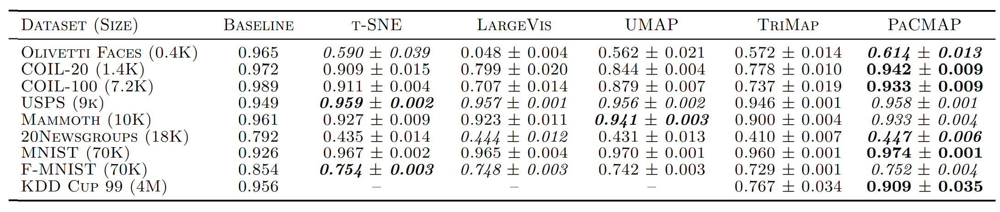 Dataset (Size) Baseline t-SNE LargeVis UMAP TriMap PaCMAP
Olivetti Faces (0.4K) 0.965 0.590 ± 0.039 0.048 ± 0.004 0.562 ± 0.021 0.572 ± 0.014 0.614 ± 0.013
COIL-20 (1.4K) 0.972 0.909 ± 0.015 0.799 ± 0.020 0.844 ± 0.004 0.778 ± 0.010 0.942 ± 0.009
COIL-100 (7.2K) 0.989 0.911 ± 0.004 0.707 ± 0.014 0.879 ± 0.007 0.737 ± 0.019 0.933 ± 0.009
USPS (9k) 0.949 0.959 ± 0.002 0.957 ± 0.001 0.956 ± 0.002 0.946 ± 0.001 0.958 ± 0.001
Mammoth (10K) 0.961 0.927 ± 0.009 0.923 ± 0.011 0.941 ± 0.003 0.900 ± 0.004 0.933 ± 0.004
20Newsgroups (18K) 0.792 0.435 ± 0.014 0.444 ± 0.012 0.431 ± 0.013 0.410 ± 0.007 0.447 ± 0.006
MNIST (70K) 0.926 0.967 ± 0.002 0.965 ± 0.004 0.970 ± 0.001 0.960 ± 0.001 0.974 ± 0.001
F-MNIST (70K) 0.854 0.754 ± 0.003 0.748 ± 0.003 0.742 ± 0.003 0.729 ± 0.001 0.752 ± 0.004
KDD Cup 99 (4M) 0.956 – – – 0.767 ± 0.034 0.909 ± 0.035